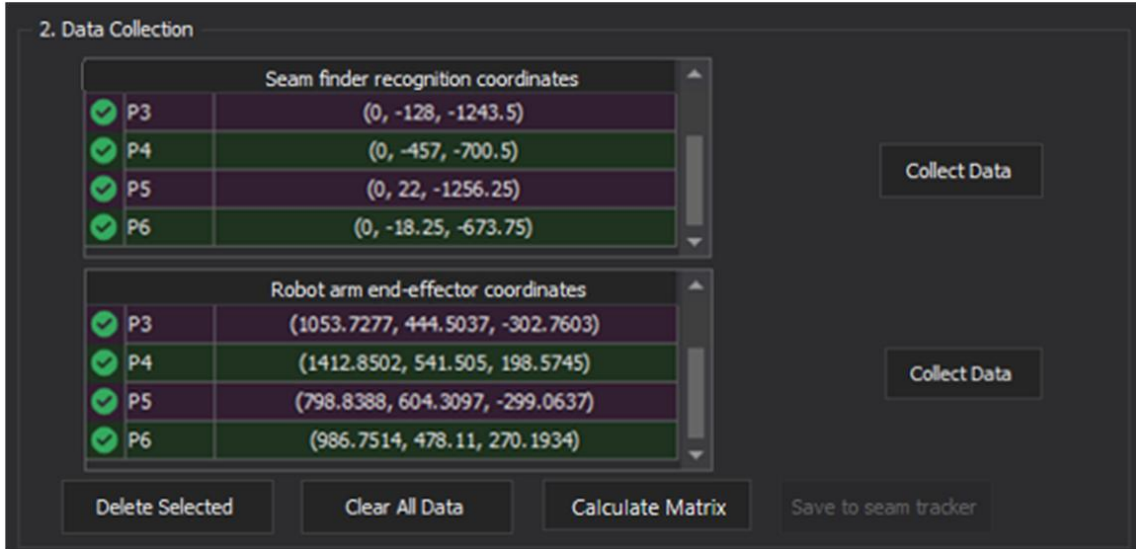 2. Data Collection
Seam finder recognition coordinates
P3 (0, -128, -1243.5)
P4 (0, -457, -700.5)
P5 (0, 22, -1256.25)
P6 (0, -18.25, -673.75)
Collect Data
Robot arm end-effector coordinates
P3 (1053.7277, 444.5037, -302.7603)
P4 (1412.8502, 541.505, 198.5745)
P5 (798.8388, 604.3097, -299.0637)
P6 (986.7514, 478.11, 270.1934)
Collect Data
Delete Selected Clear All Data Calculate Matrix Save to seam tracker